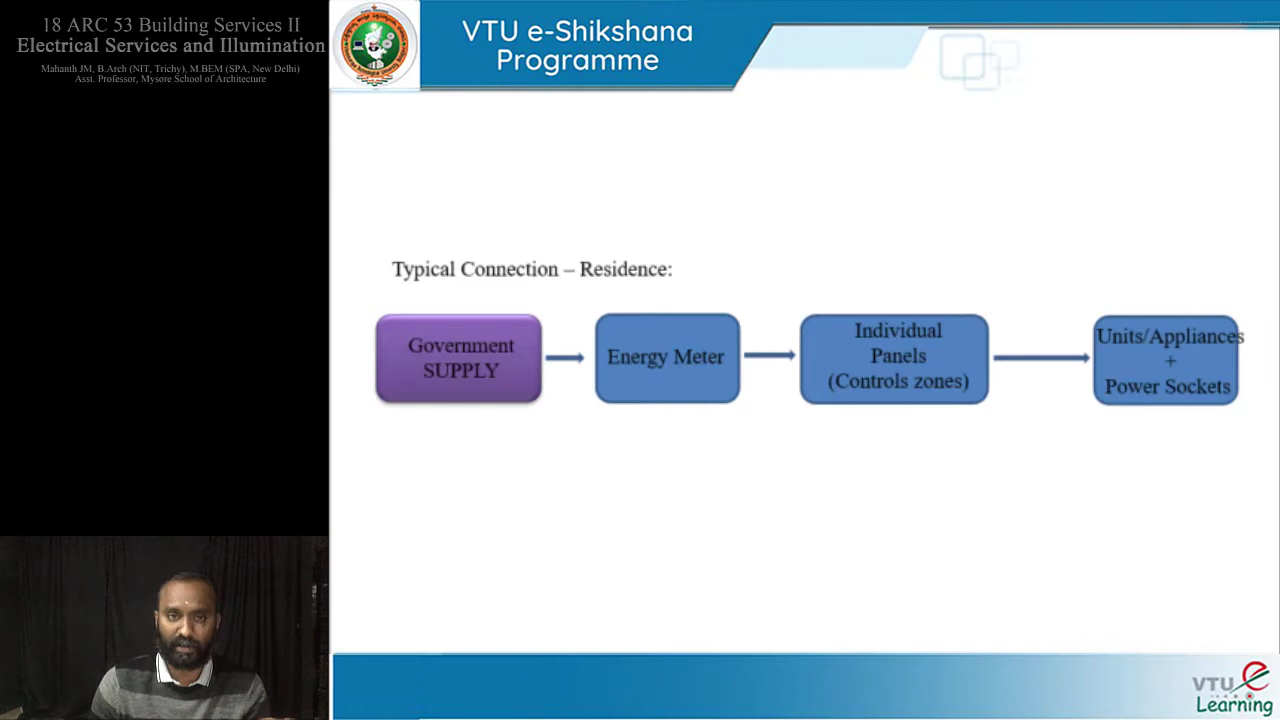 18 ARC 53 Building Services II
Electrical Services and Illumination
Mahanth JM, B.Arch (NIT, Trichy), M.BEM (SPA, New Delhi)
Asst. Professor, Mysore School of Architecture
VTU e-Shikshana
Programme
Typical Connection – Residence:
Government
SUPPLY
Energy Meter
Individual
Panels
(Controls zones)
Units/Appliances
+
Power Sockets
VTU e
Learning